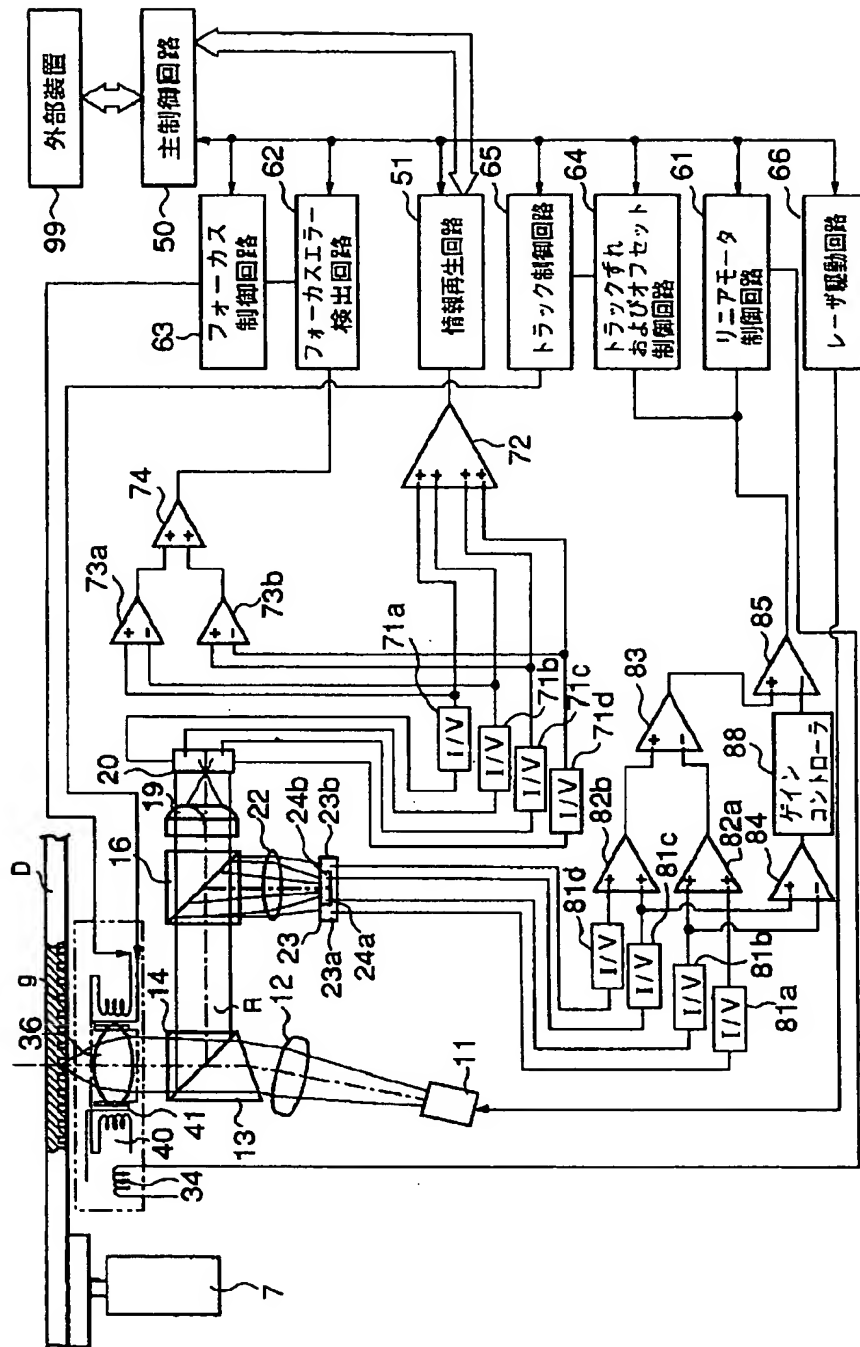 外部装置
99
主制御回路
50
フォーカス
制御回路
63
フォーカスエラー
検出回路
62
情報再生回路
51
トラック制御回路
65
トラックずれ
およびオフセット
制御回路
64
リニアモータ
制御回路
61
レーザ駆動回路
66
74
+
+
73a
+
-
73b
+
-
72
+
+
+
+
71a
I/V
71b
I/V
71c
I/V
71d
I/V
85
+
-
83
+
-
88
ゲイン
コントローラ
84
+
-
82b
+
+
82a
+
+
81d
I/V
81c
I/V
81b
I/V
81a
I/V
20
19
16
22
24b
23b
23
23a
24a
D
9
36
14
R
12
13
11
41
40
34
7